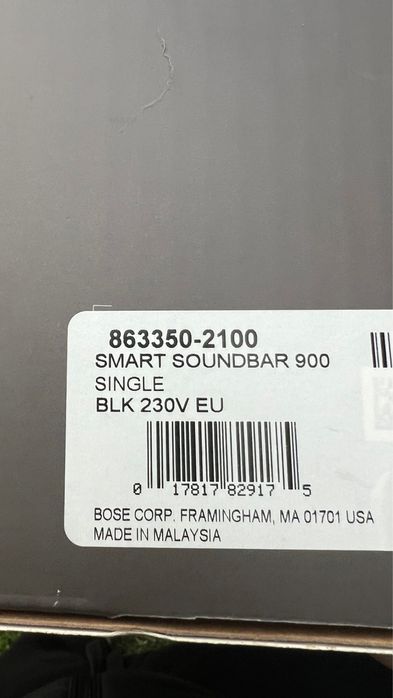 863350-2100
SMART SOUNDBAR 900
SINGLE
BLK 230V EU
0 17817 82917 5
BOSE CORP. FRAMINGHAM, MA 01701 USA
MADE IN MALAYSIA